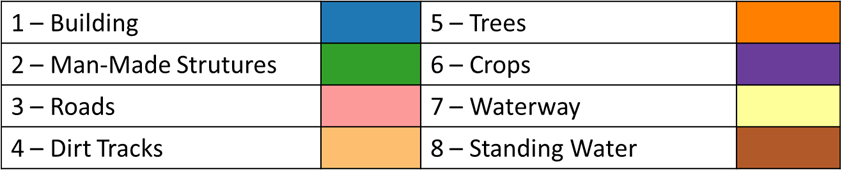 1 – Building
5 – Trees
2 – Man-Made Strutures
6 – Crops
3 – Roads
7 – Waterway
4 – Dirt Tracks
8 – Standing Water